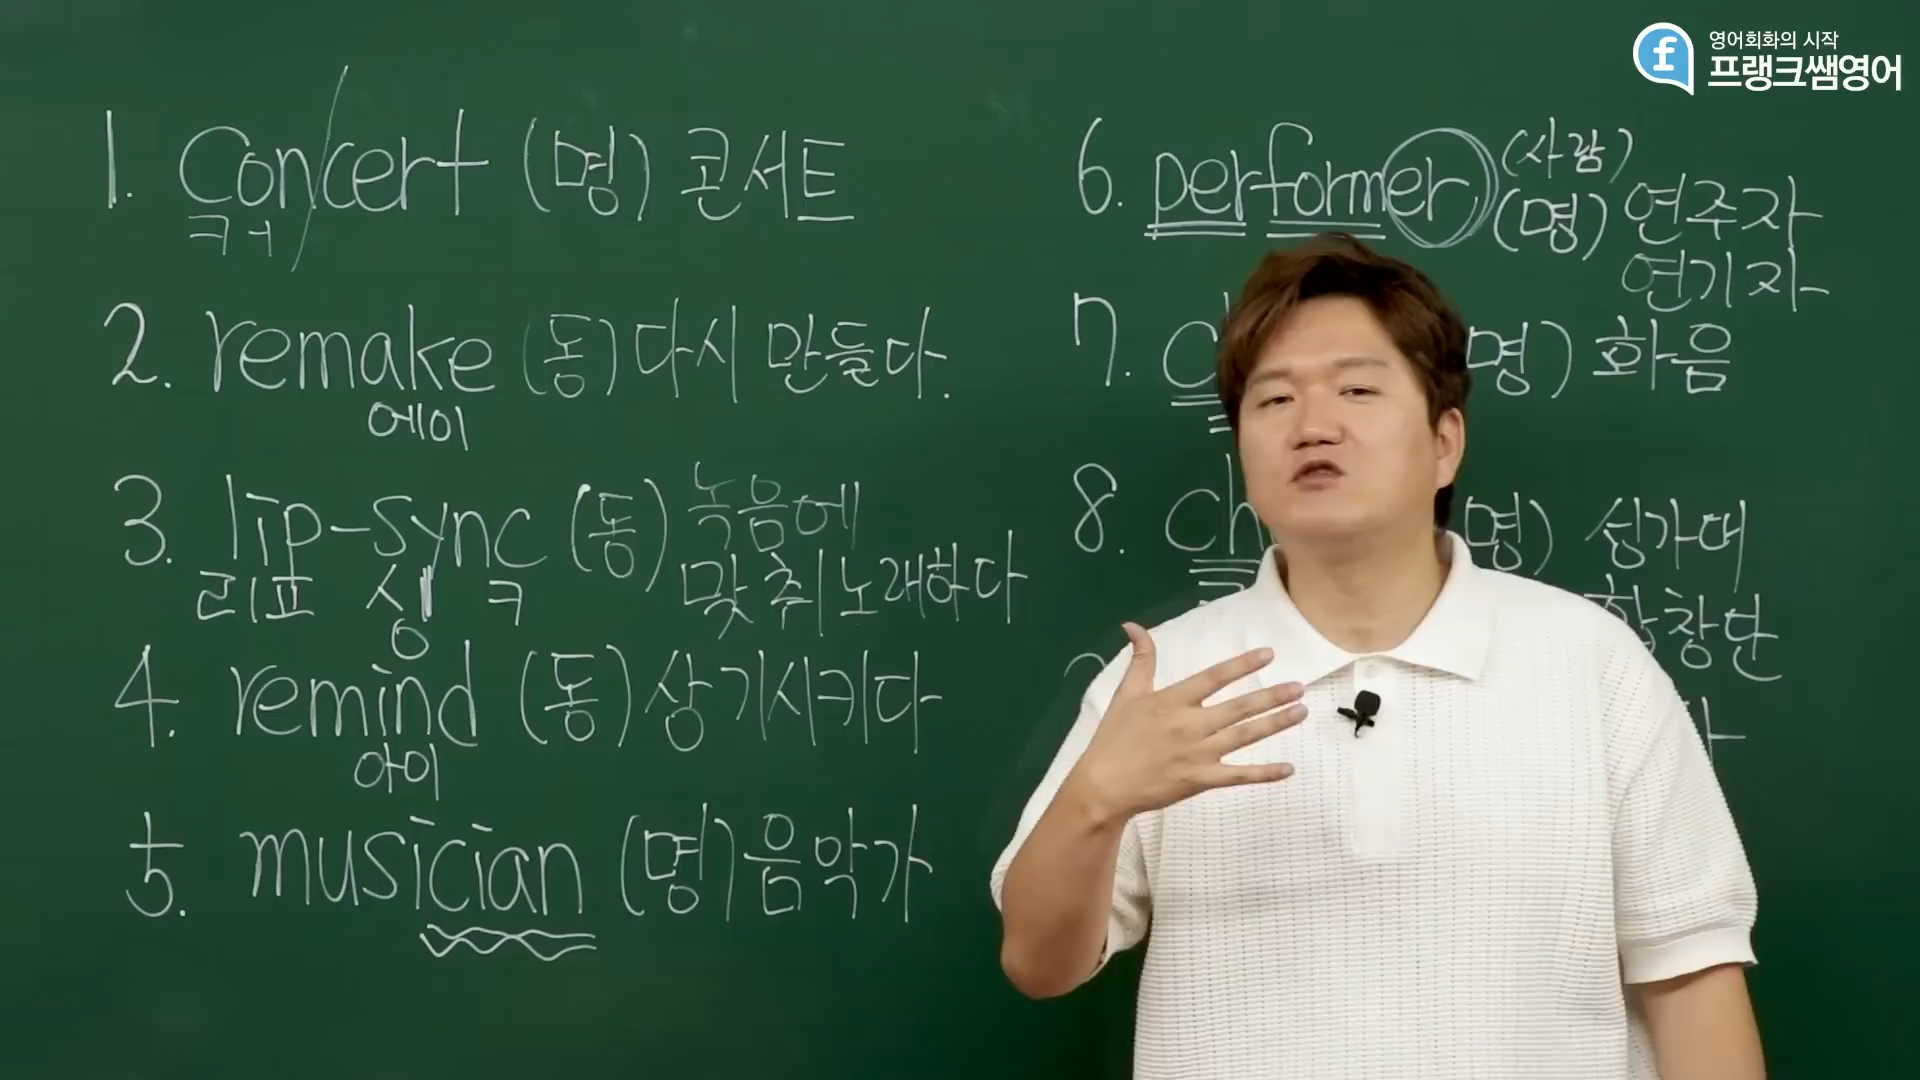 영어회화의 시작
프랭크쌤영어
1. Concert (명) 콘서트
ㅋㅓ
2. remake (동) 다시 만들다.
에이
3. lip-sync (동) 녹음에
맞춰 노래하다
리ㅍ 싱 ㅋ
4. remind (동) 상기시키다
아이
5. musician (명) 음악가
6. performer (사람)
(명) 연주자
연기자
7. 명) 화음
8. 명) 성가대
합창단